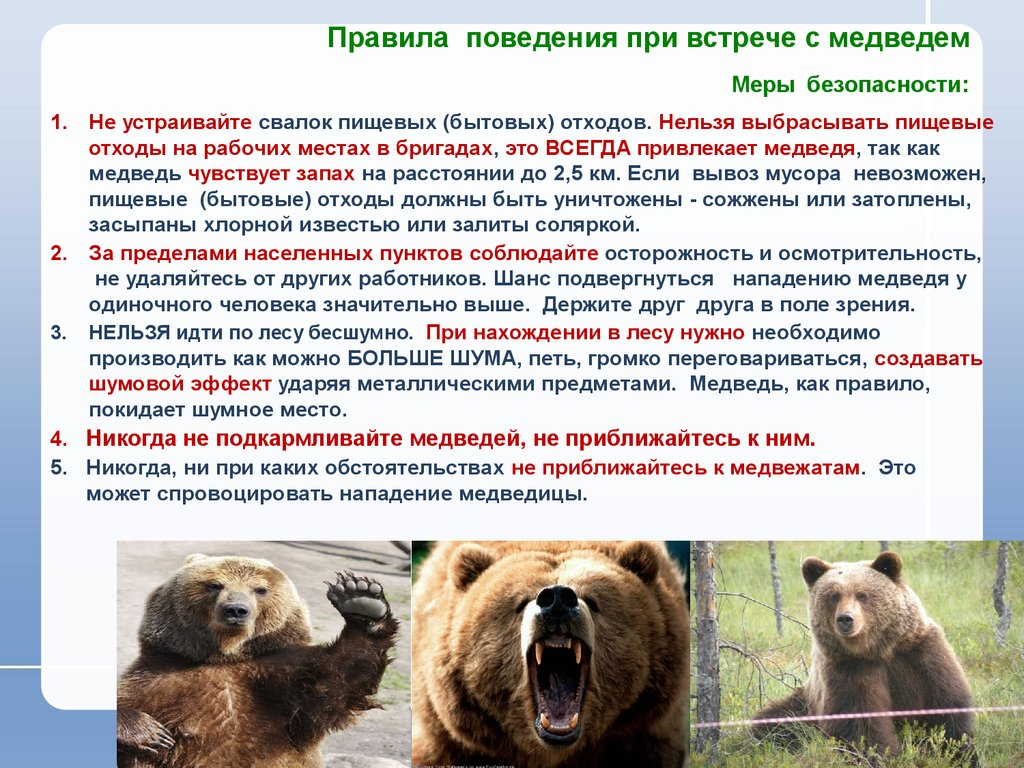 Правила поведения при встрече с медведем
Меры безопасности:
1. Не устраивайте свалок пищевых (бытовых) отходов. Нельзя выбрасывать пищевые
отходы на рабочих местах в бригадах, это ВСЕГДА привлекает медведя, так как
медведь чувствует запах на расстоянии до 2,5 км. Если вывоз мусора невозможен,
пищевые (бытовые) отходы должны быть уничтожены - сожжены или затоплены,
засыпаны хлорной известью или залиты соляркой.
2. За пределами населенных пунктов соблюдайте осторожность и осмотрительность,
не удаляйтесь от других работников. Шанс подвергнуться нападению медведя у
одиночного человека значительно выше. Держите друг друга в поле зрения.
3. НЕЛЬЗЯ идти по лесу бесшумно. При нахождении в лесу нужно необходимо
производить как можно БОЛЬШЕ ШУМА, петь, громко переговариваться, создавать
шумовой эффект ударяя металлическими предметами. Медведь, как правило,
покидает шумное место.
4. Никогда не подкармливайте медведей, не приближайтесь к ним.
5. Никогда, ни при каких обстоятельствах не приближайтесь к медвежатам. Это
может спровоцировать нападение медведицы.